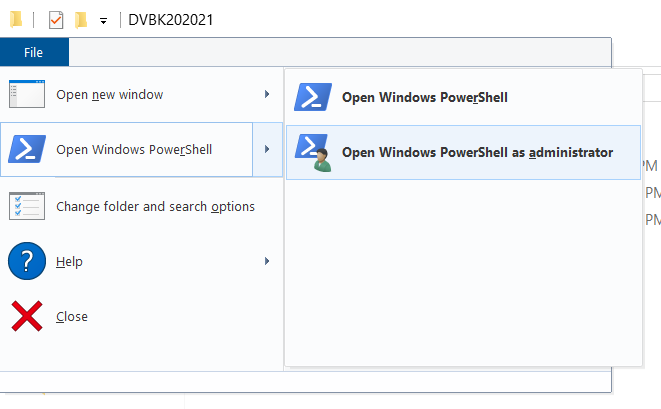 DVBK202021
File
Open new window
Open Windows PowerShell
Change folder and search options
Help
Close
Open Windows PowerShell
Open Windows PowerShell as administrator
PM
PM
PM